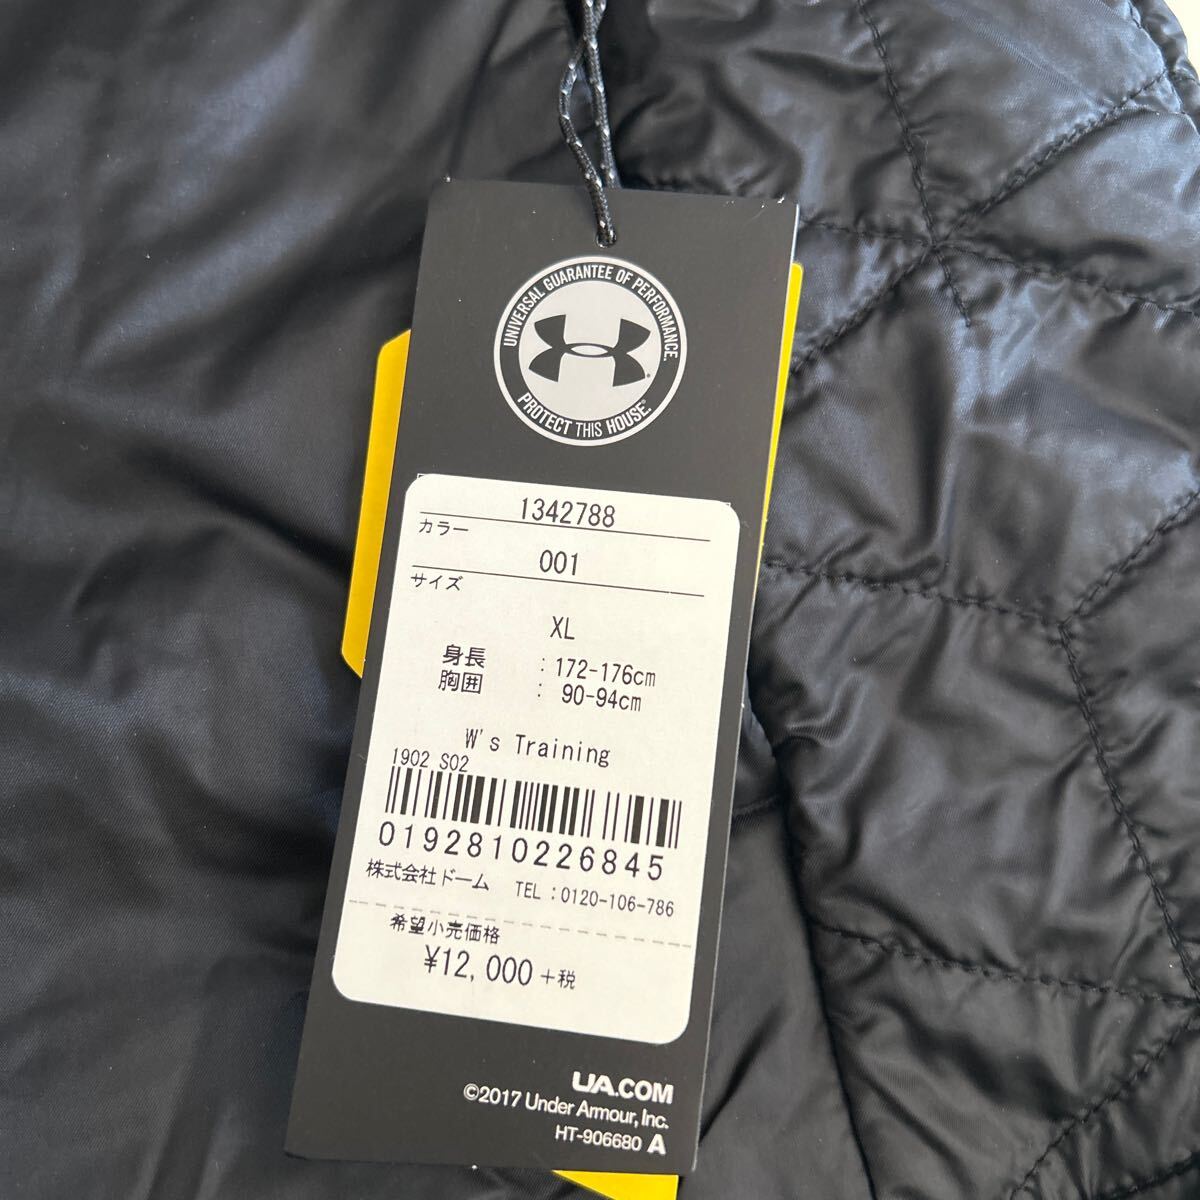 UNIVERSAL GUARANTEE OF PERFORMANCE.
PROTECT THIS HOUSE.®
1342788
カラー
001
サイズ
XL
身長 : 172-176cm
胸囲 : 90-94cm
W's Training
1902 S02
0192810226845
株式会社ドーム TEL:0120-106-786
希望小売価格
¥12,000+税
UA.COM
©2017 Under Armour, Inc.
HT-906680 A